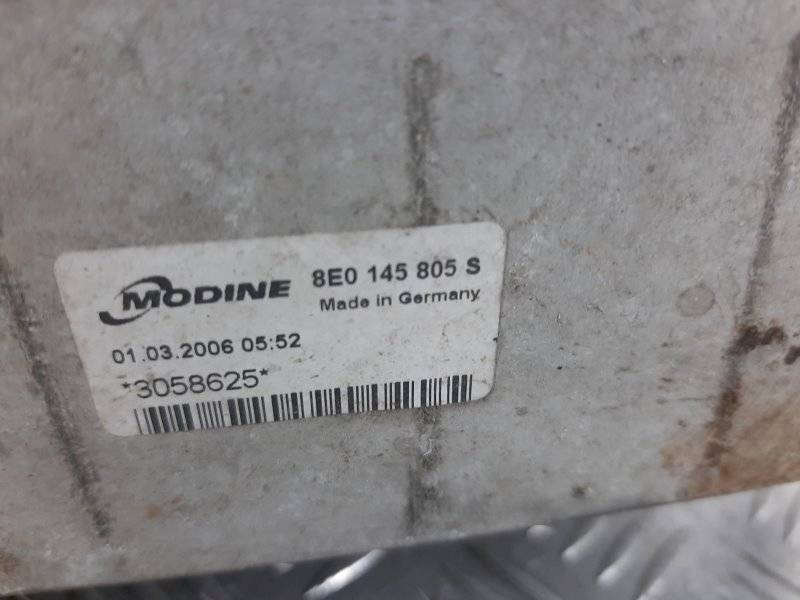 MODINE 8E0 145 805 S
Made in Germany
01.03.2006 05:52
*3058625*